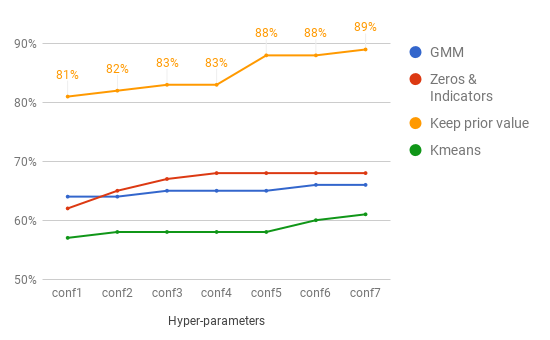 90%
80%
70%
60%
50%
81%
82%
83%
83%
88%
88%
89%
conf1
conf2
conf3
conf4
conf5
conf6
conf7
Hyper-parameters
GMM
Zeros &
Indicators
Keep prior value
Kmeans